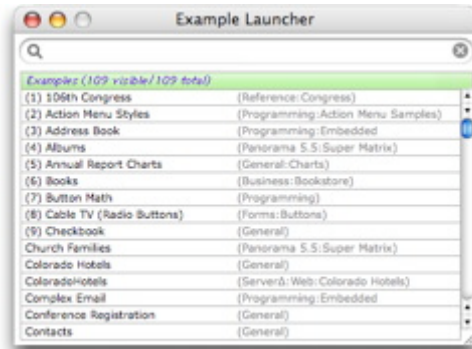 Example Launcher
Examples (109 visible/109 total)
(1) 106th Congress (Reference:Congress)
(2) Action Menu Styles (Programming:Action Menu Samples)
(3) Address Book (Programming:Embedded
(4) Albums (Panorama 5.5:Super Matrix)
(5) Annual Report Charts (General:Charts)
(6) Books (Business:Bookstore)
(7) Button Math (Programming)
(8) Cable TV (Radio Buttons) (Forms:Buttons)
(9) Checkbook (General)
Church Families (Panorama 5.5:Super Matrix)
Colorado Hotels (General)
ColoradoHotels (ServerΔ:Web:Colorado Hotels)
Complex Email (Programming:Embedded
Conference Registration (General)
Contacts (General)